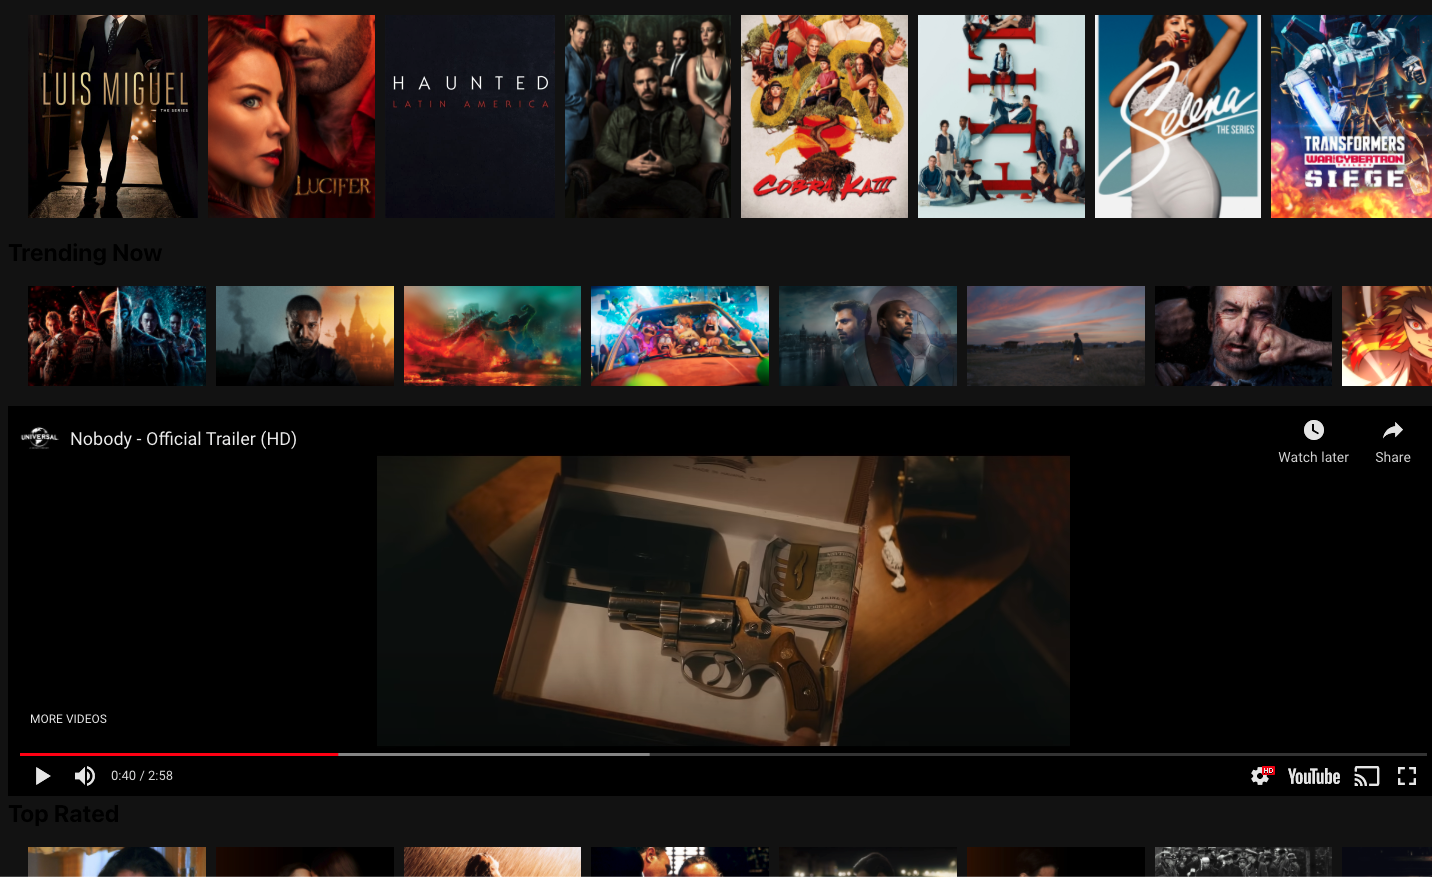 LUIS MIGUEL
THE SERIES
LUCIFER
HAUNTED
LATIN AMERICA
COBRA KAI III
ELITE
Selena
THE SERIES
TRANSFORMERS
WAR FOR CYBERTRON
TRILOGY
SIEGE
Trending Now
UNIVERSAL
Nobody - Official Trailer (HD)
Watch later
Share
MORE VIDEOS
0:40 / 2:58
HD
YouTube
Top Rated